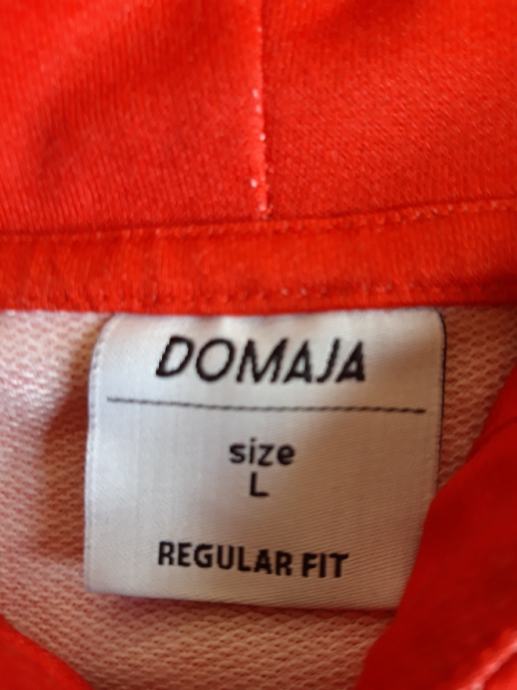 DOMAJA
size
L
REGULAR FIT